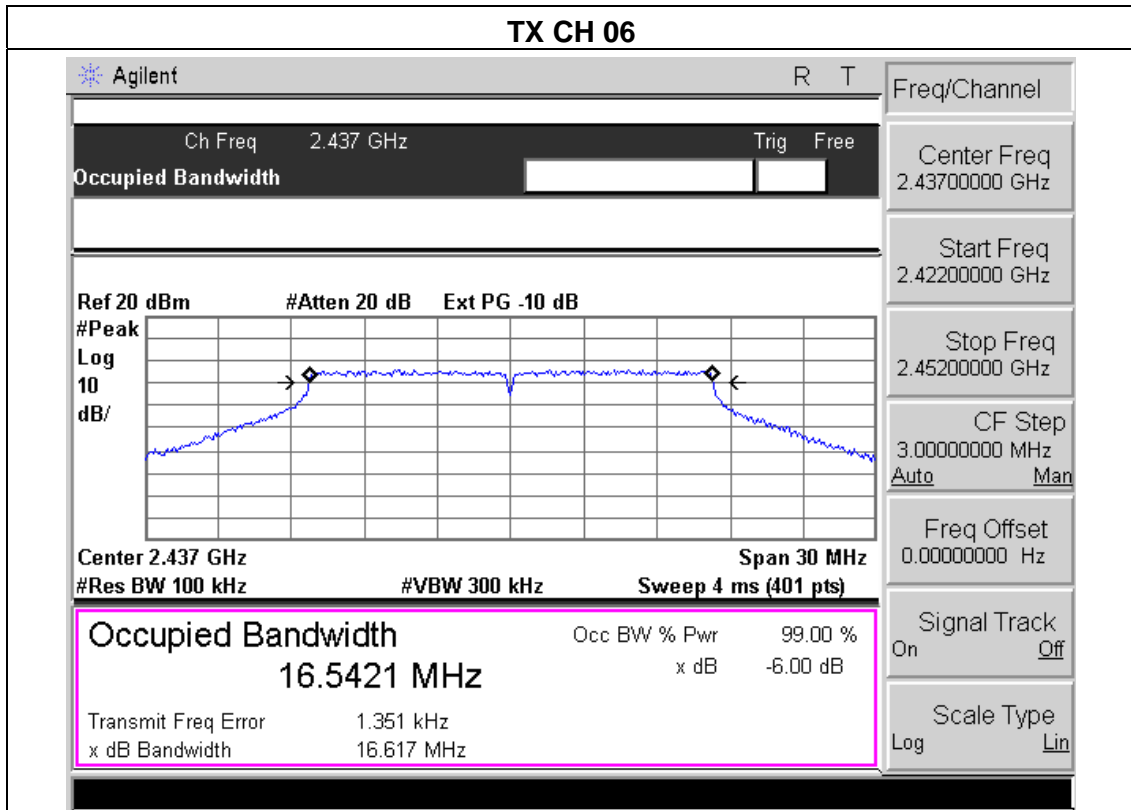 TX CH 06
Agilent R T
Ch Freq 2.437 GHz Trig Free
Occupied Bandwidth
Ref 20 dBm #Atten 20 dB Ext PG -10 dB
#Peak
Log
10
dB/
Center 2.437 GHz Span 30 MHz
#Res BW 100 kHz #VBW 300 kHz Sweep 4 ms (401 pts)
Occupied Bandwidth Occ BW % Pwr 99.00 %
16.5421 MHz x dB -6.00 dB
Transmit Freq Error 1.351 kHz
x dB Bandwidth 16.617 MHz
Freq/Channel
Center Freq
2.43700000 GHz
Start Freq
2.42200000 GHz
Stop Freq
2.45200000 GHz
CF Step
3.00000000 MHz
Auto Man
Freq Offset
0.00000000 Hz
Signal Track
On Off
Scale Type
Log Lin